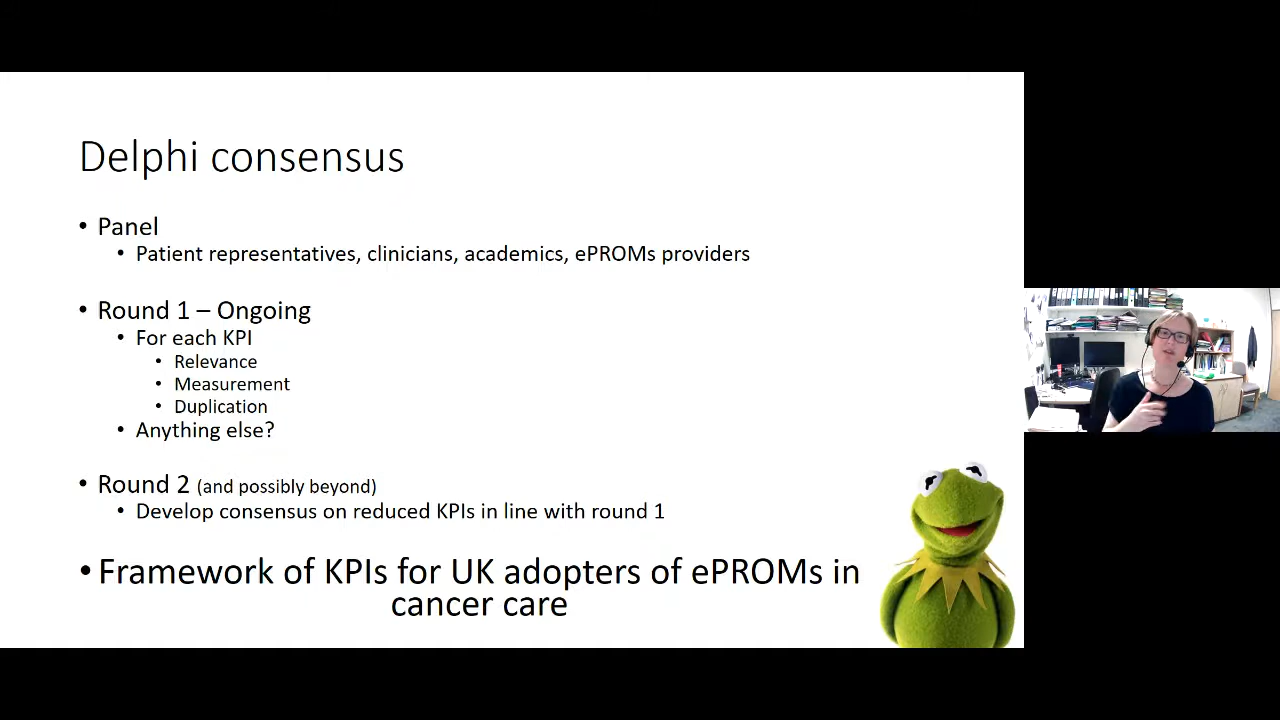 Delphi consensus
• Panel
• Patient representatives, clinicians, academics, ePROMs providers
• Round 1 – Ongoing
• For each KPI
• Relevance
• Measurement
• Duplication
• Anything else?
• Round 2 (and possibly beyond)
• Develop consensus on reduced KPIs in line with round 1
• Framework of KPIs for UK adopters of ePROMs in
cancer care